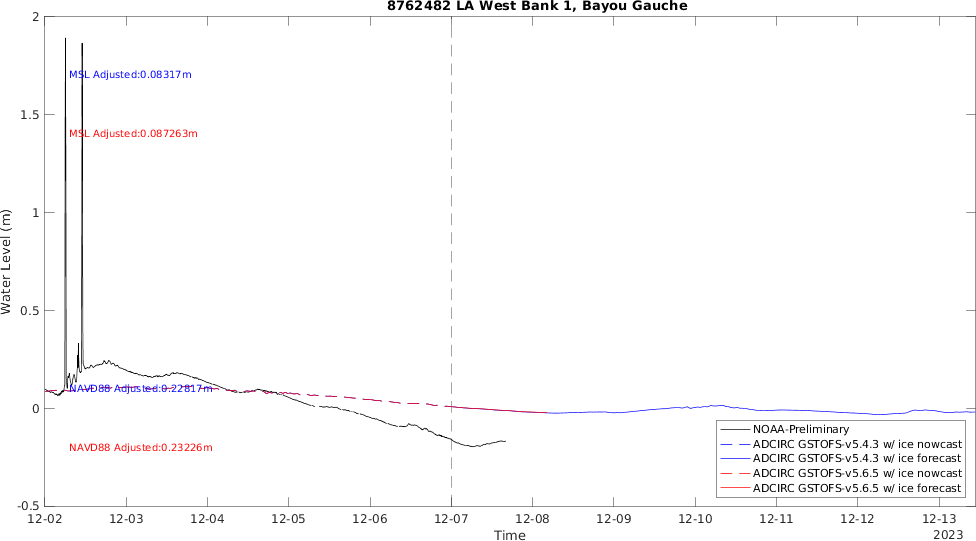 8762482 LA West Bank 1, Bayou Gauche
2
MSL Adjusted:0.08317m
1.5
MSL Adjusted:0.087263m
1
Water Level (m)
0.5
NAVD88 Adjusted:0.22817m
0
NAVD88 Adjusted:0.23226m
NOAA-Preliminary
ADCIRC GSTOFS-v5.4.3 w/ ice nowcast
ADCIRC GSTOFS-v5.4.3 w/ ice forecast
ADCIRC GSTOFS-v5.6.5 w/ ice nowcast
ADCIRC GSTOFS-v5.6.5 w/ ice forecast
-0.5
12-02 12-03 12-04 12-05 12-06 12-07 12-08 12-09 12-10 12-11 12-12 12-13
Time
2023